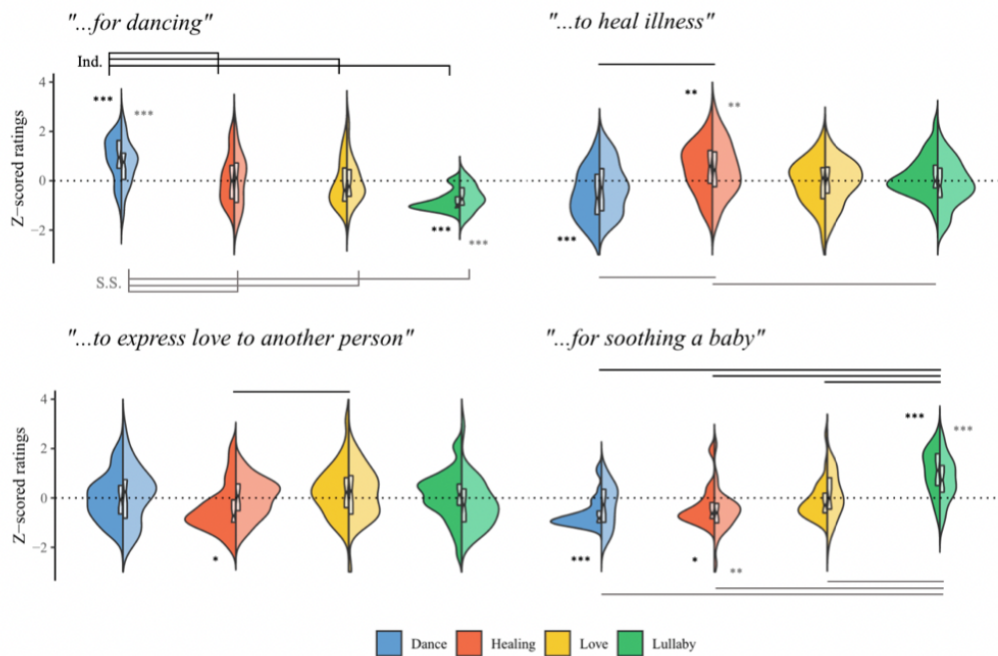 "...for dancing"
"...to heal illness"
Ind.
Z−scored ratings
4
2
0
−2
***
***
***
***
**
**
***
S.S.
"...to express love to another person"
"...for soothing a baby"
Z−scored ratings
4
2
0
−2
*
***
***
***
*
**
Dance Healing Love Lullaby